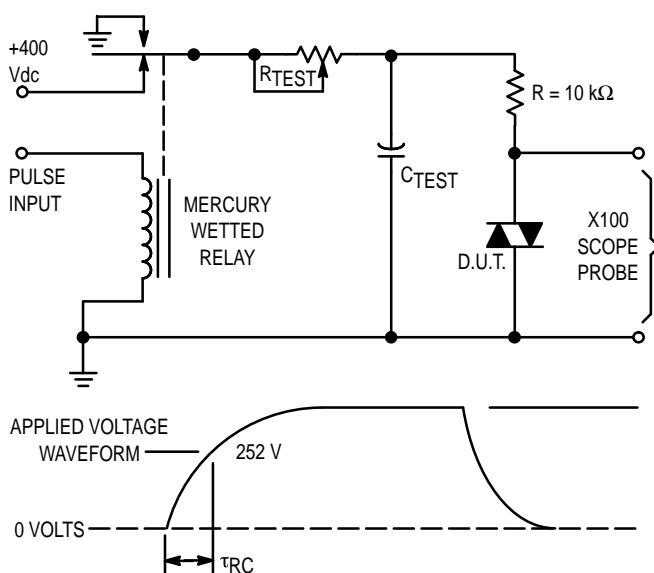 +400
Vdc
RTEST
R = 10 kΩ
PULSE
INPUT
MERCURY
WETTED
RELAY
CTEST
D.U.T.
X100
SCOPE
PROBE
APPLIED VOLTAGE
WAVEFORM
252 V
0 VOLTS
τRC